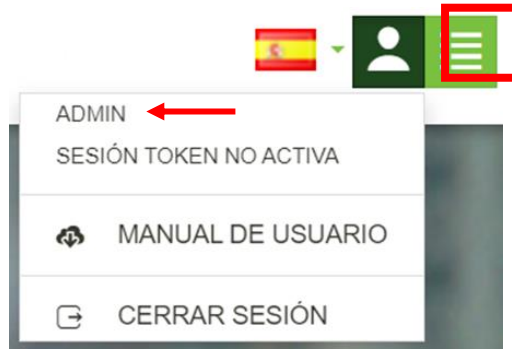 ADMIN
SESIÓN TOKEN NO ACTIVA
MANUAL DE USUARIO
CERRAR SESIÓN